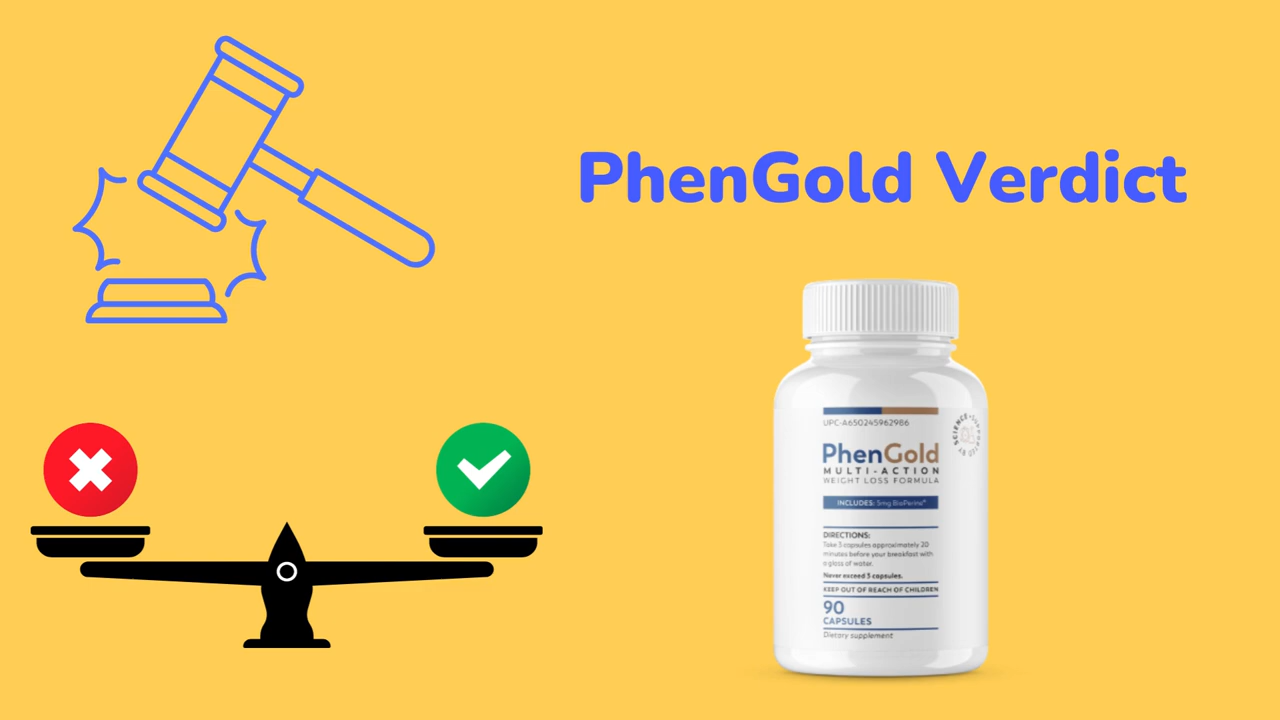 PhenGold Verdict
UPC-A650245962986
PhenGold
MULTI-ACTION
WEIGHT LOSS FORMULA
INCLUDES: 5mg BioPerine®
DIRECTIONS:
Take 3 capsules approximately 20
minutes before your breakfast with
a glass of water.
Never exceed 3 capsules.
KEEP OUT OF REACH OF CHILDREN
90
CAPSULES
Dietary supplement
SCIENCE